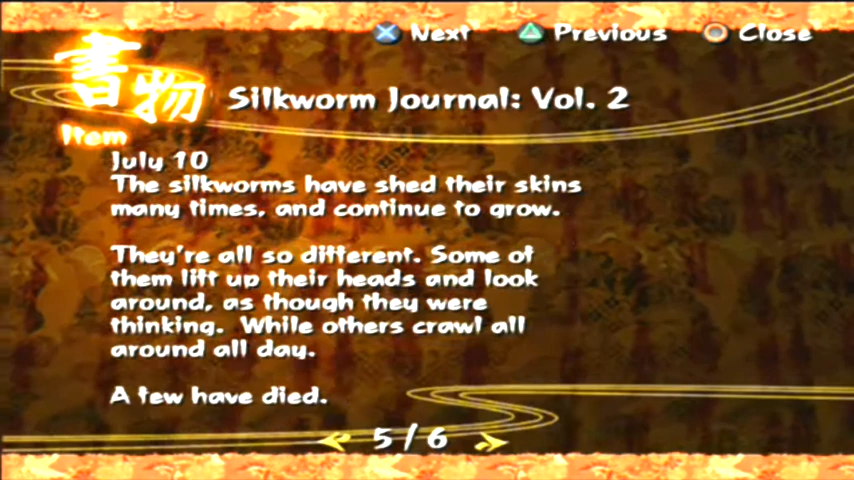 Next Previous Close
書物
Item
Silkworm Journal: Vol. 2
July 10
The silkworms have shed their skins
many times, and continue to grow.
They're all so different. Some of
them lift up their heads and look
around, as though they were
thinking. While others crawl all
around all day.
A few have died.
5 / 6